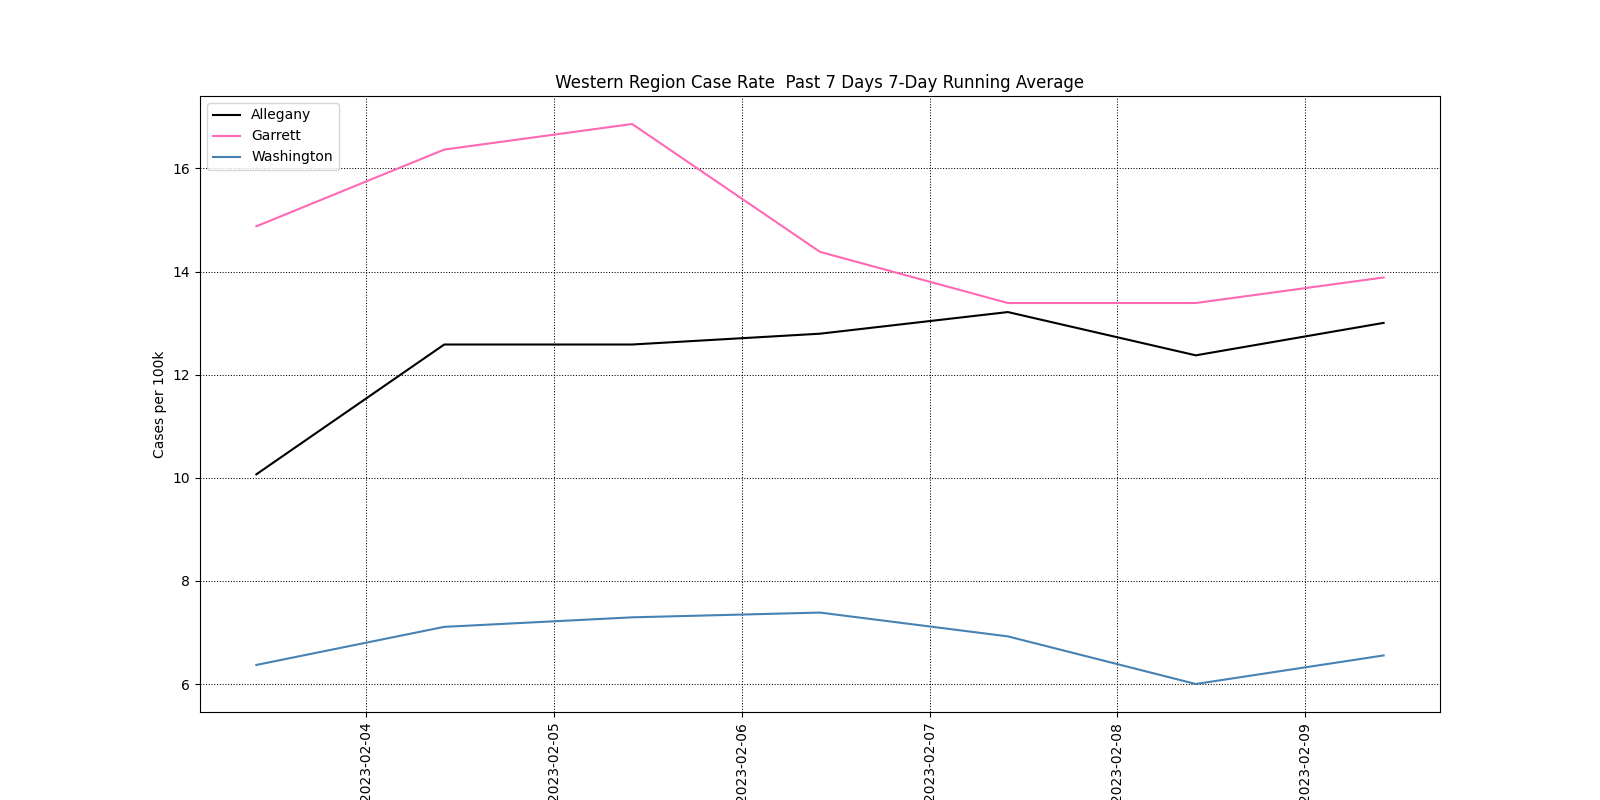 Western Region Case Rate  Past 7 Days 7-Day Running Average
Allegany
Garrett
Washington
Cases per 100k
16
14
12
10
8
6
2023-02-04
2023-02-05
2023-02-06
2023-02-07
2023-02-08
2023-02-09